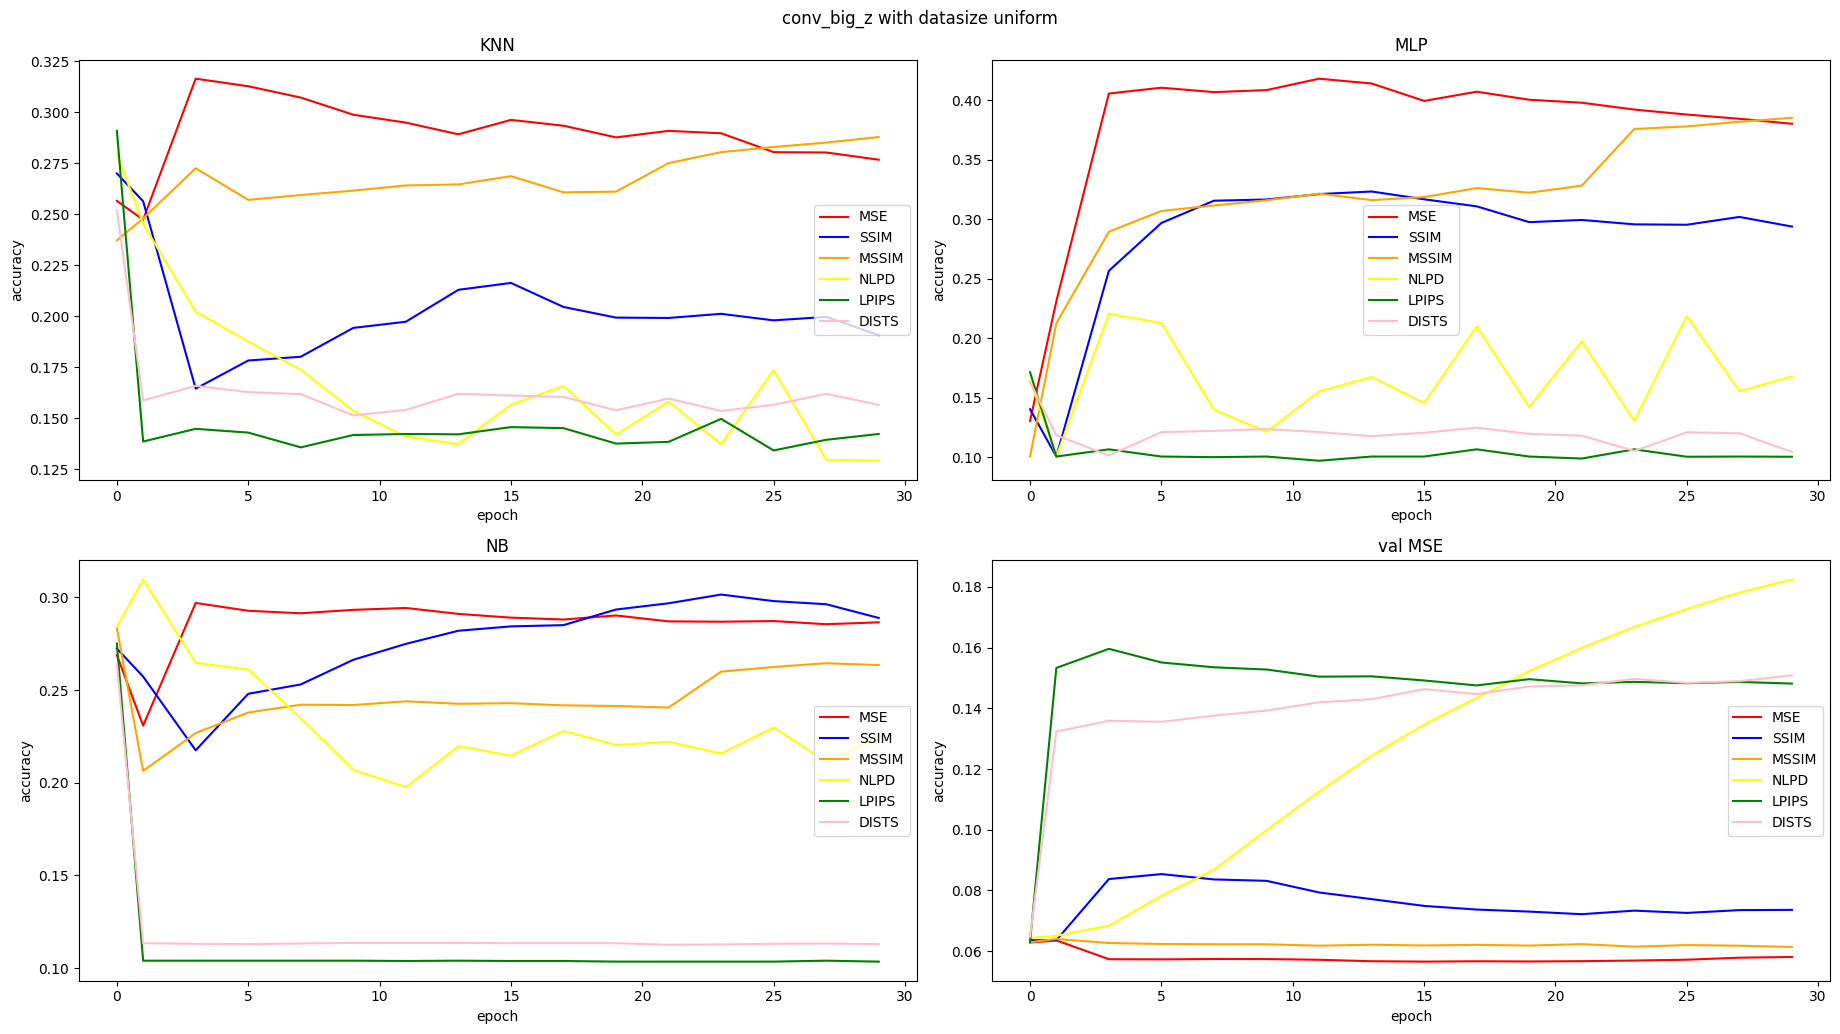 conv_big_z with datasize uniform
KNN
0.325
0.300
0.275
0.250
0.225
0.200
0.175
0.150
0.125
accuracy
MSE
SSIM
MSSIM
NLPD
LPIPS
DISTS
0 5 10 15 20 25 30
epoch
MLP
0.40
0.35
0.30
0.25
0.20
0.15
0.10
accuracy
MSE
SSIM
MSSIM
NLPD
LPIPS
DISTS
0 5 10 15 20 25 30
epoch
NB
0.30
0.25
0.20
0.15
0.10
accuracy
MSE
SSIM
MSSIM
NLPD
LPIPS
DISTS
0 5 10 15 20 25 30
epoch
val MSE
0.18
0.16
0.14
0.12
0.10
0.08
0.06
accuracy
MSE
SSIM
MSSIM
NLPD
LPIPS
DISTS
0 5 10 15 20 25 30
epoch